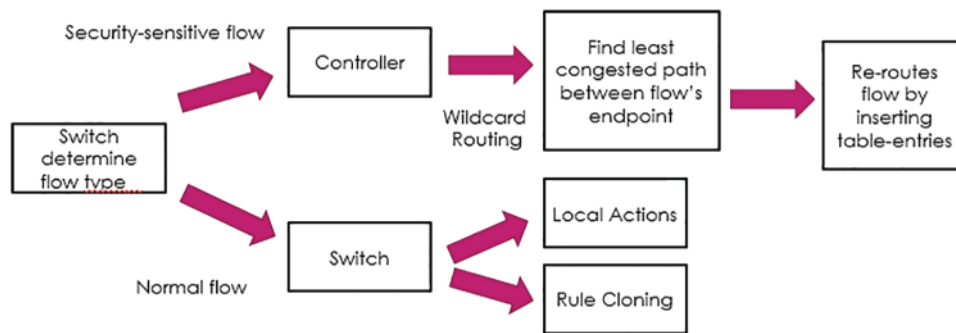 Security-sensitive flow
Controller
Find least
congested path
between flow's
endpoint
Re-routes
flow by
inserting
table-entries
Wildcard
Routing
Switch
determine
flow type
Local Actions
Switch
Normal flow
Rule Cloning